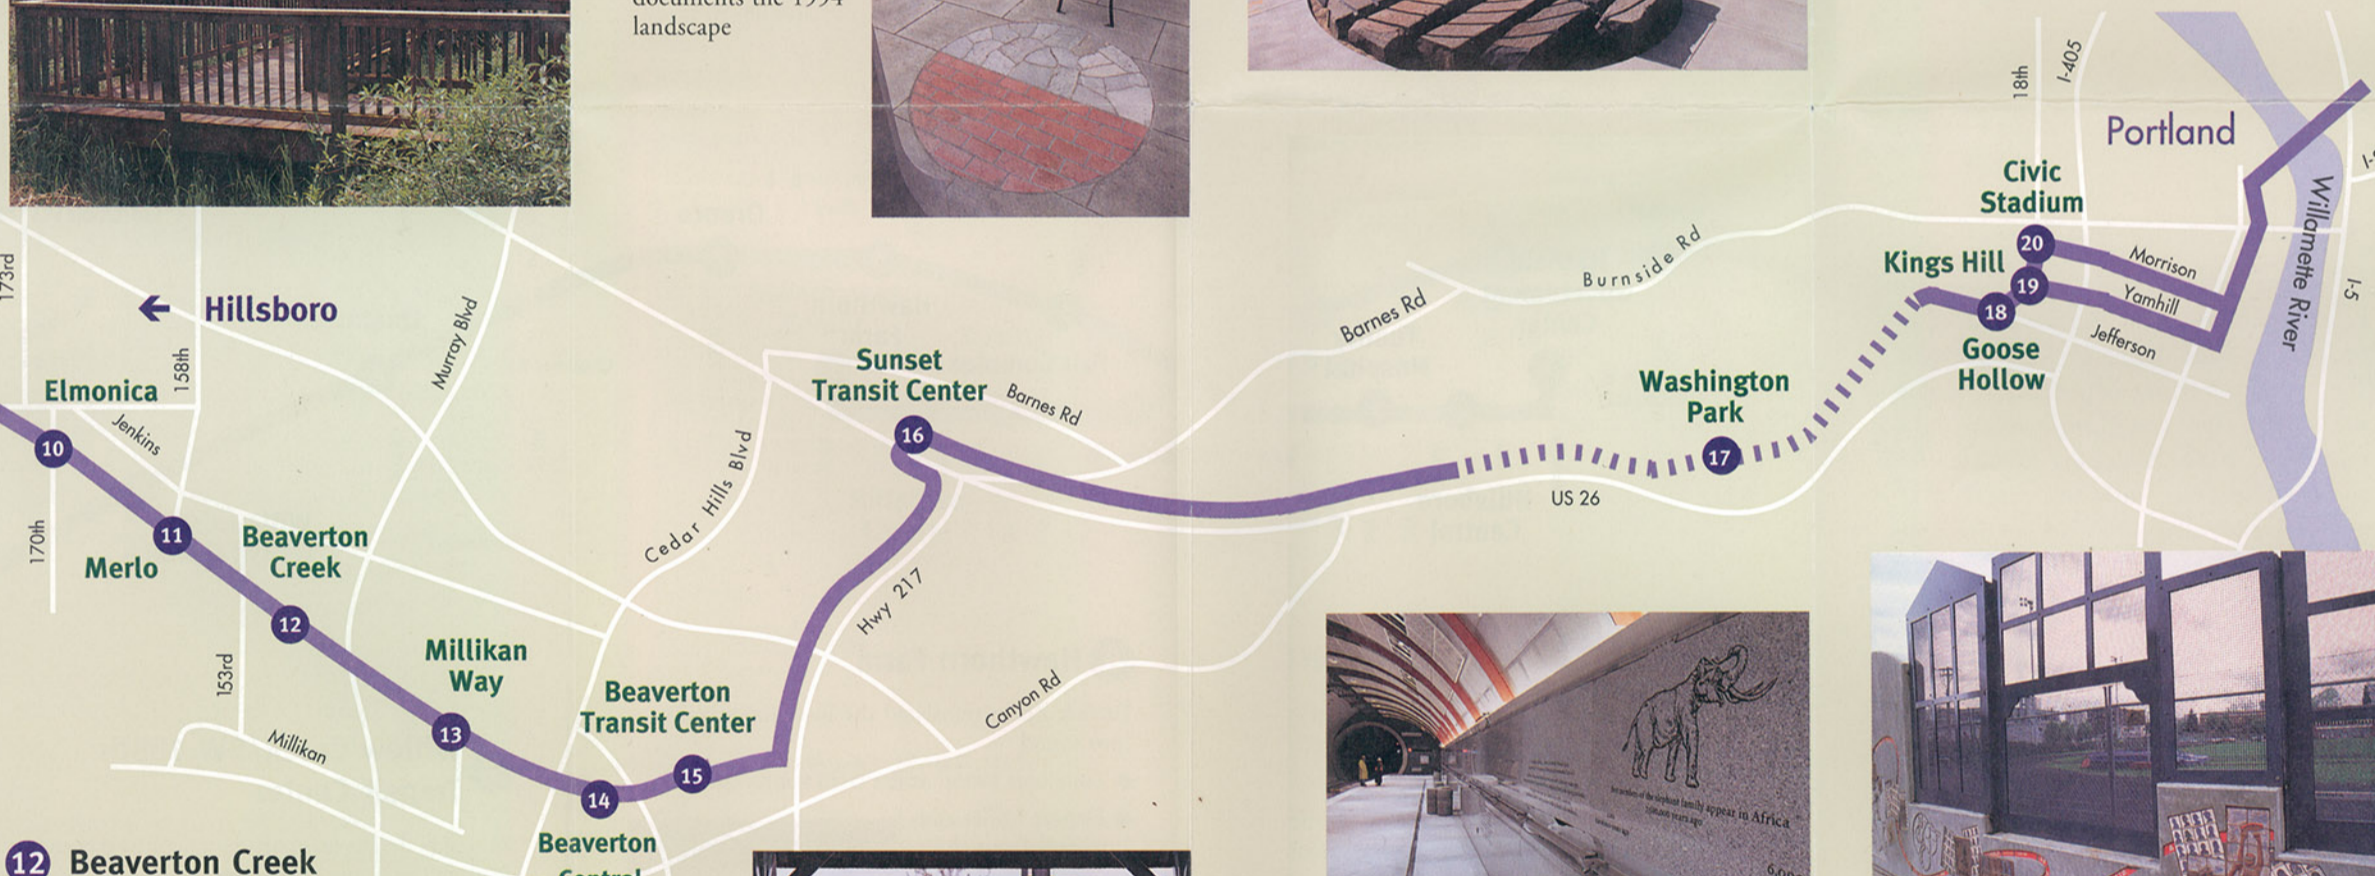 landscape
18th
I-405
Portland
Civic
Stadium
Willamette River
I-5
Kings Hill
20
19
18
Morrison
Yamhill
Jefferson
Goose
Hollow
Burnside Rd
Barnes Rd
173rd
Hillsboro
Murray Blvd
158th
Elmonica
Jenkins
10
170th
11
Merlo
Beaverton
Creek
12
153rd
Millikan
Millikan
Way
13
Cedar Hills Blvd
Sunset
Transit Center
16
Barnes Rd
Hwy 217
Beaverton
Transit Center
15
14
Beaverton
Canyon Rd
US 26
Washington
Park
17
12 Beaverton Creek